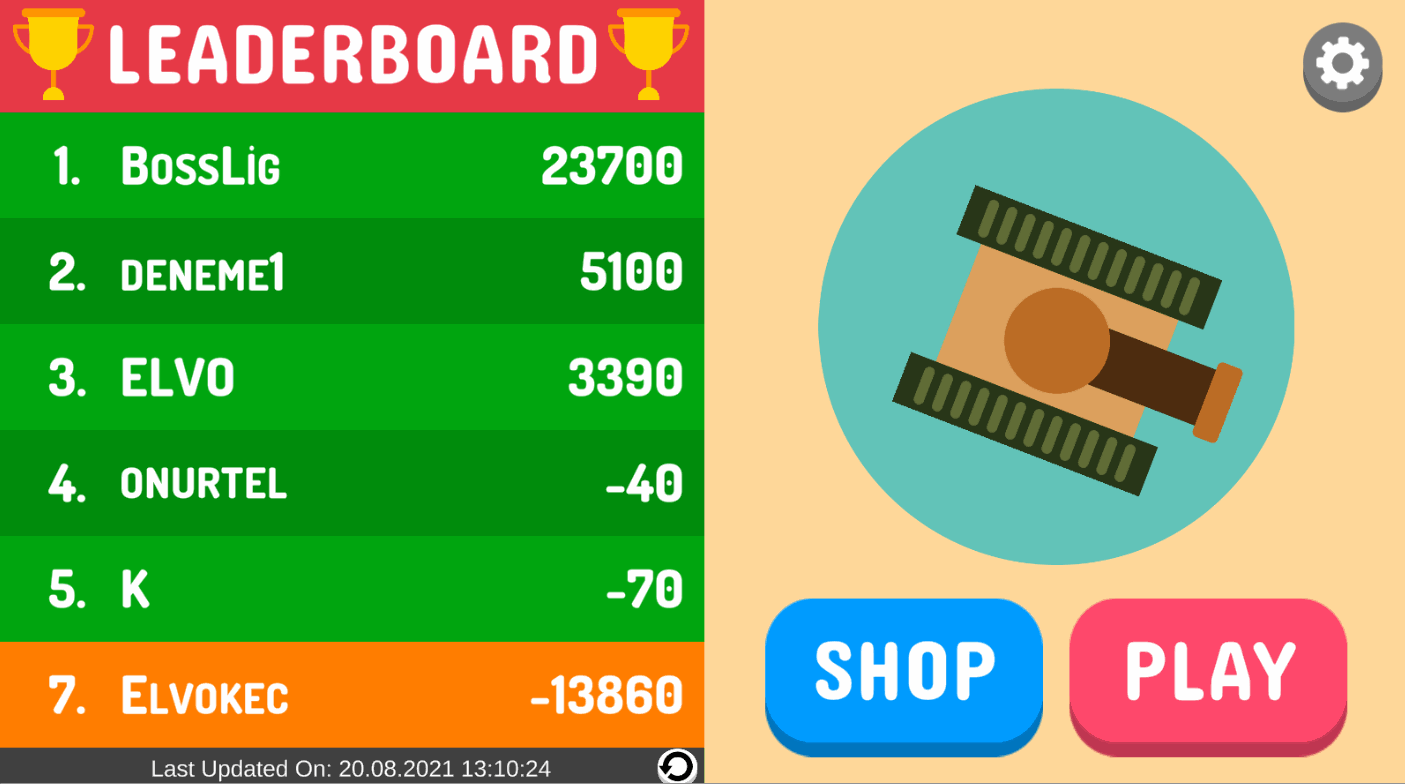 LEADERBOARD
1. BossLig 23700
2. deneme1 5100
3. ELVO 3390
4. onurtel -40
5. K -70
7. Elvokec -13860
Last Updated On: 20.08.2021 13:10:24
SHOP
PLAY